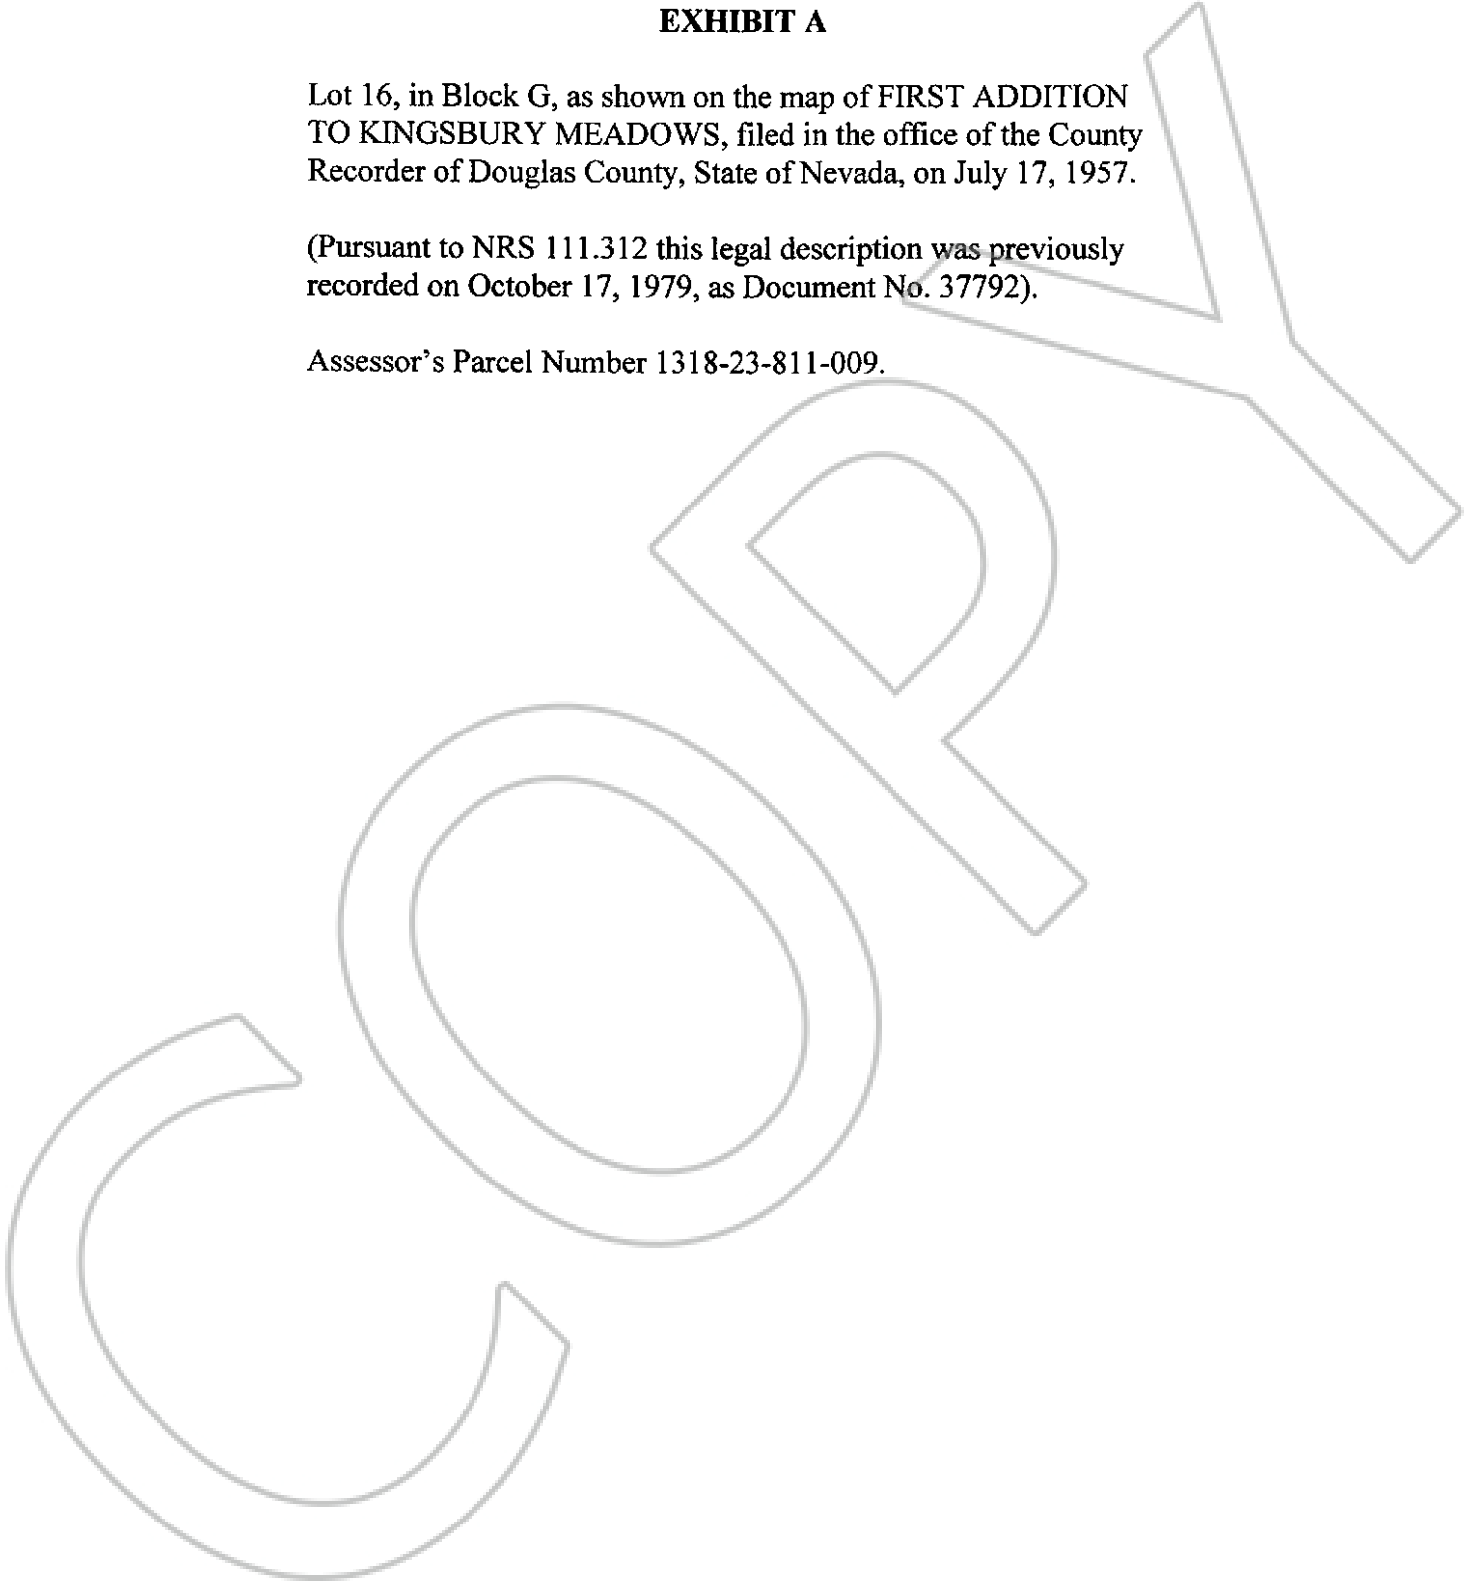 EXHIBIT A
Lot 16, in Block G, as shown on the map of FIRST ADDITION
TO KINGSBURY MEADOWS, filed in the office of the County
Recorder of Douglas County, State of Nevada, on July 17, 1957.
(Pursuant to NRS 111.312 this legal description was previously
recorded on October 17, 1979, as Document No. 37792).
Assessor's Parcel Number 1318-23-811-009.
COPY